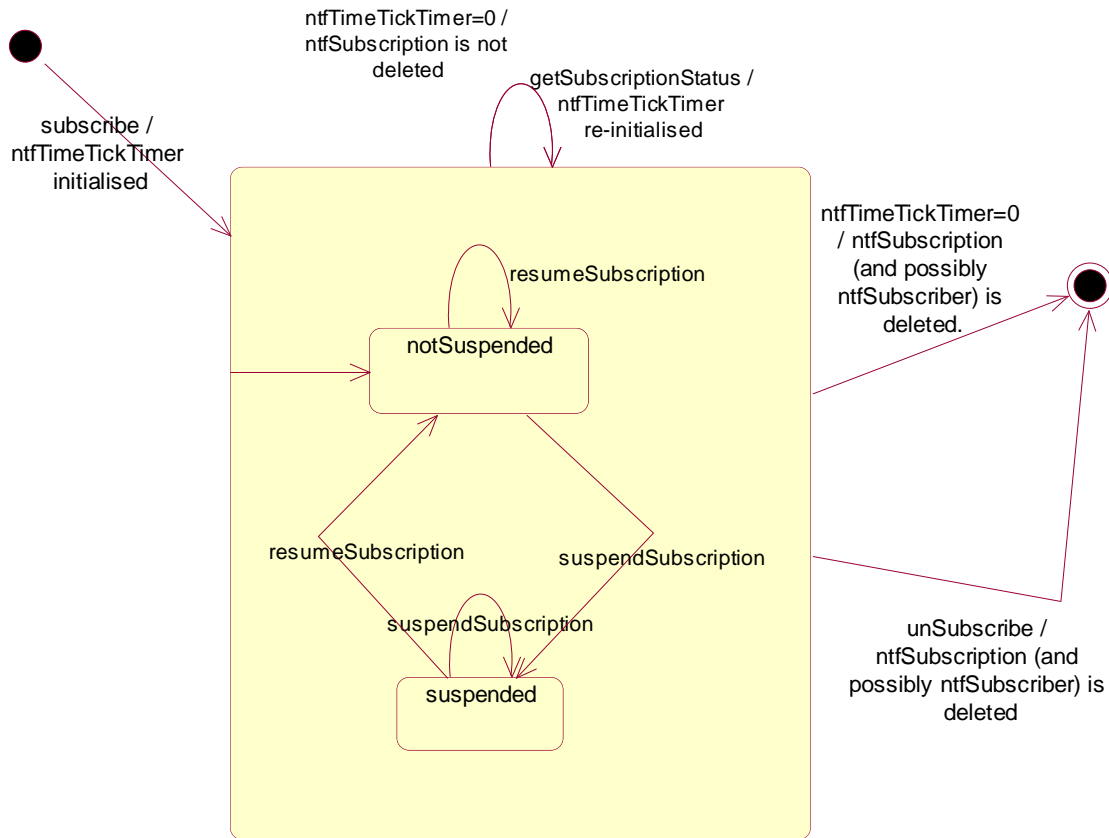 ntfTimeTickTimer=0 /
ntfSubscription is not
deleted
getSubscriptionStatus /
ntfTimeTickTimer
re-initialised
subscribe /
ntfTimeTickTimer
initialised
ntfTimeTickTimer=0
/ ntfSubscription
(and possibly
ntfSubscriber) is
deleted.
resumeSubscription
notSuspended
resumeSubscription
suspendSubscription
suspendSubscription
suspended
unSubscribe /
ntfSubscription (and
possibly ntfSubscriber) is
deleted